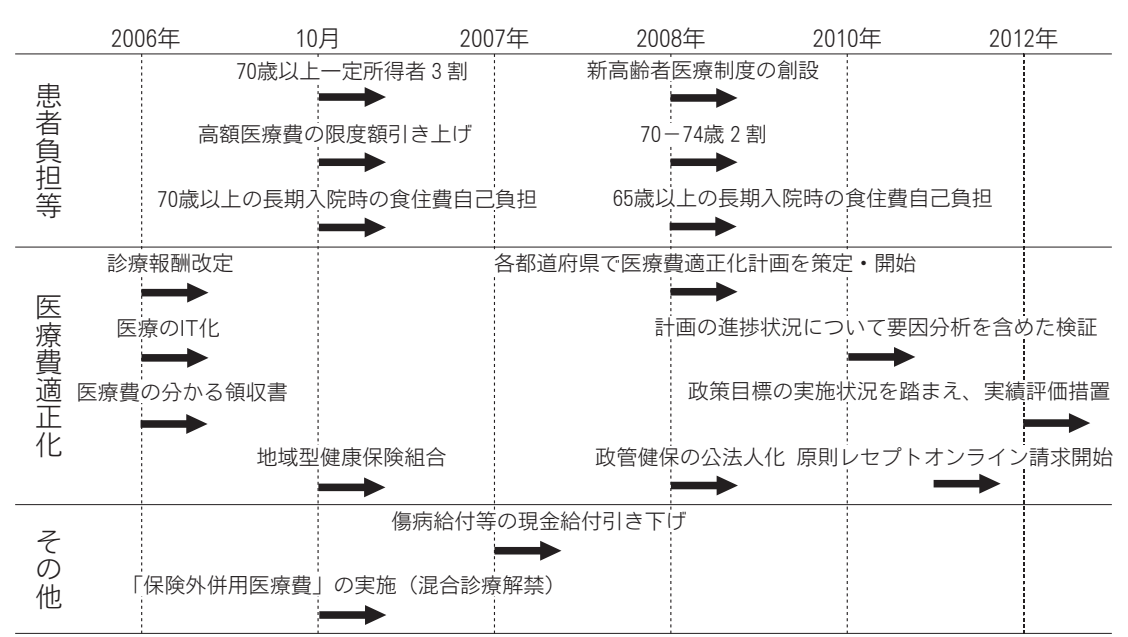 2006年 10月 2007年 2008年 2010年 2012年
患者負担等
70歳以上一定所得者3割 新高齢者医療制度の創設
高額医療費の限度額引き上げ 70－74歳2割
70歳以上の長期入院時の食住費自己負担 65歳以上の長期入院時の食住費自己負担
医療費適正化
診療報酬改定 各都道府県で医療費適正化計画を策定・開始
医療のIT化 計画の進捗状況について要因分析を含めた検証
医療費の分かる領収書 政策目標の実施状況を踏まえ、実績評価措置
地域型健康保険組合 政管健保の公法人化 原則レセプトオンライン請求開始
その他
傷病給付等の現金給付引き下げ
「保険外併用医療費」の実施（混合診療解禁）